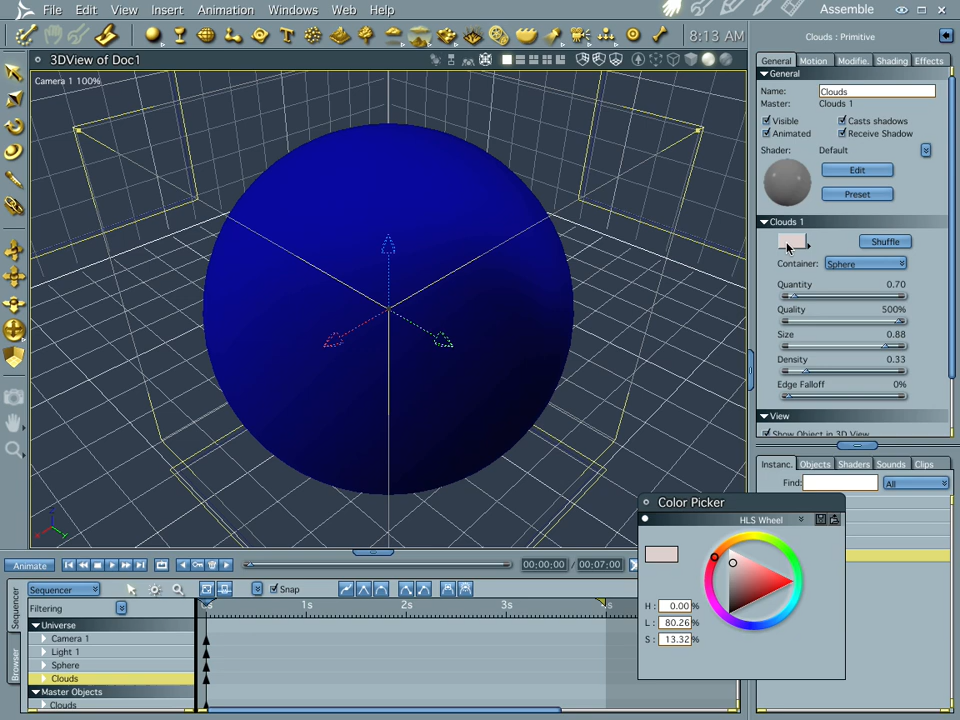 File Edit View Insert Animation Windows Web Help
Assemble
8:13 AM
3DView of Doc1
Camera 1 100%
Clouds : Primitive
General Motion Modifie. Shading Effects
General
Name: Clouds
Master: Clouds 1
Visible Casts shadows
Animated Receive Shadow
Shader: Default
Edit
Preset
Clouds 1
Shuffle
Container: Sphere
Quantity 0.70
Quality 500%
Size 0.88
Density 0.33
Edge Falloff 0%
View
Show Object in 3D View
Instanc. Objects Shaders Sounds Clips
Find: All
Color Picker
HLS Wheel
H: 0.00%
L: 80.26%
S: 13.32%
Animate 00:00:00 / 00:07:00
Sequencer Snap
Filtering
1s 2s 3s
Sequencer
Browser
Universe
Camera 1
Light 1
Sphere
Clouds
Master Objects
Clouds